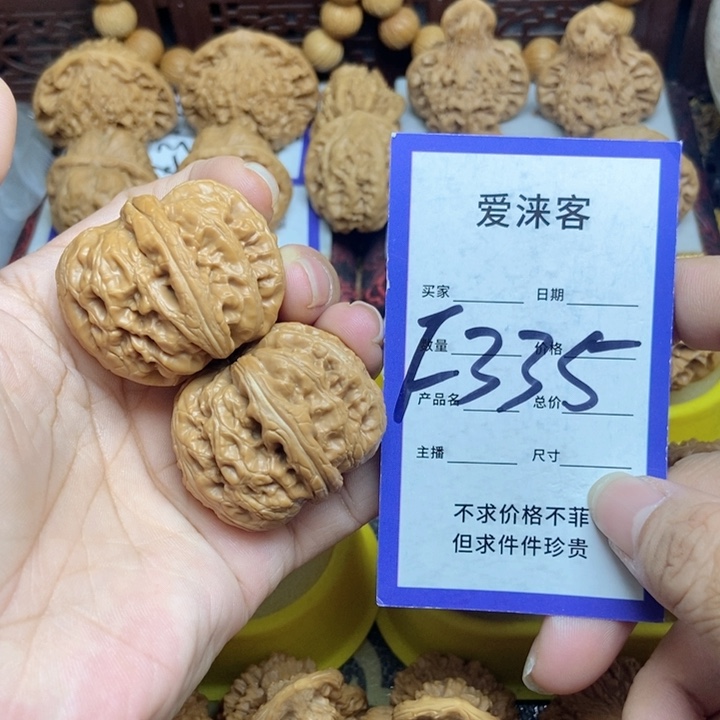 爱涞客
买家 日期
数量 价格
F335
产品名 总价
主播 尺寸
不求价格不菲
但求件件珍贵